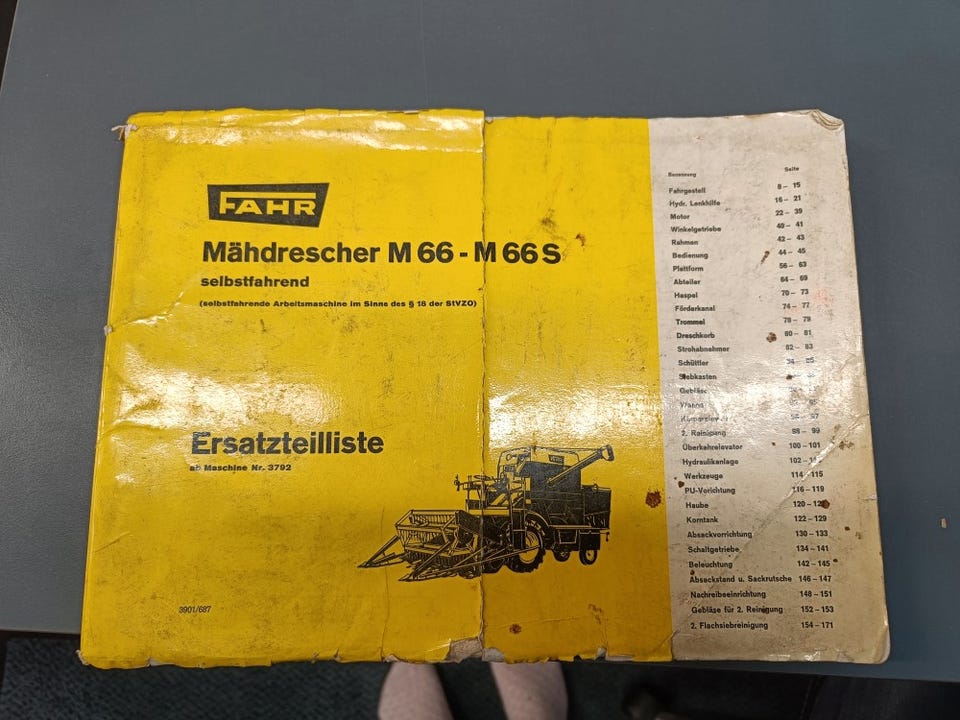 FAHR
Mähdrescher M 66 - M 66 S
selbstfahrend
(selbstfahrende Arbeitsmaschine im Sinne des § 18 der StVZO)
Ersatzteilliste
ab Maschine Nr. 3792
3901/687
Benennung Seite
Fahrgestell 8 – 15
Hydr. Lenkhilfe 16 – 21
Motor 22 – 39
Winkelgetriebe 40 – 41
Rahmen 42 – 43
Bedienung 44 – 45
Plattform 56 – 63
Abteiler 64 – 69
Haspel 70 – 73
Förderkanal 74 – 77
Trommel 78 – 79
Dreschkorb 80 – 81
Strohabnehmer 82 – 83
Schüttler
Siebkasten
Gebläse
2. Reinigung 98 – 99
Überkehrelevator 100 – 101
Hydraulikanlage 102 –
Werkzeuge 114 – 115
PU-Vorichtung 116 – 119
Haube 120 –
Korntank 122 – 129
Absackvorrichtung 130 – 133
Schaltgetriebe 134 – 141
Beleuchtung 142 – 145
Absackstand u. Sackrutsche 146 – 147
Nachreibeeinrichtung 148 – 151
Gebläse für 2. Reinigung 152 – 153
2. Flachsiebreinigung 154 – 171